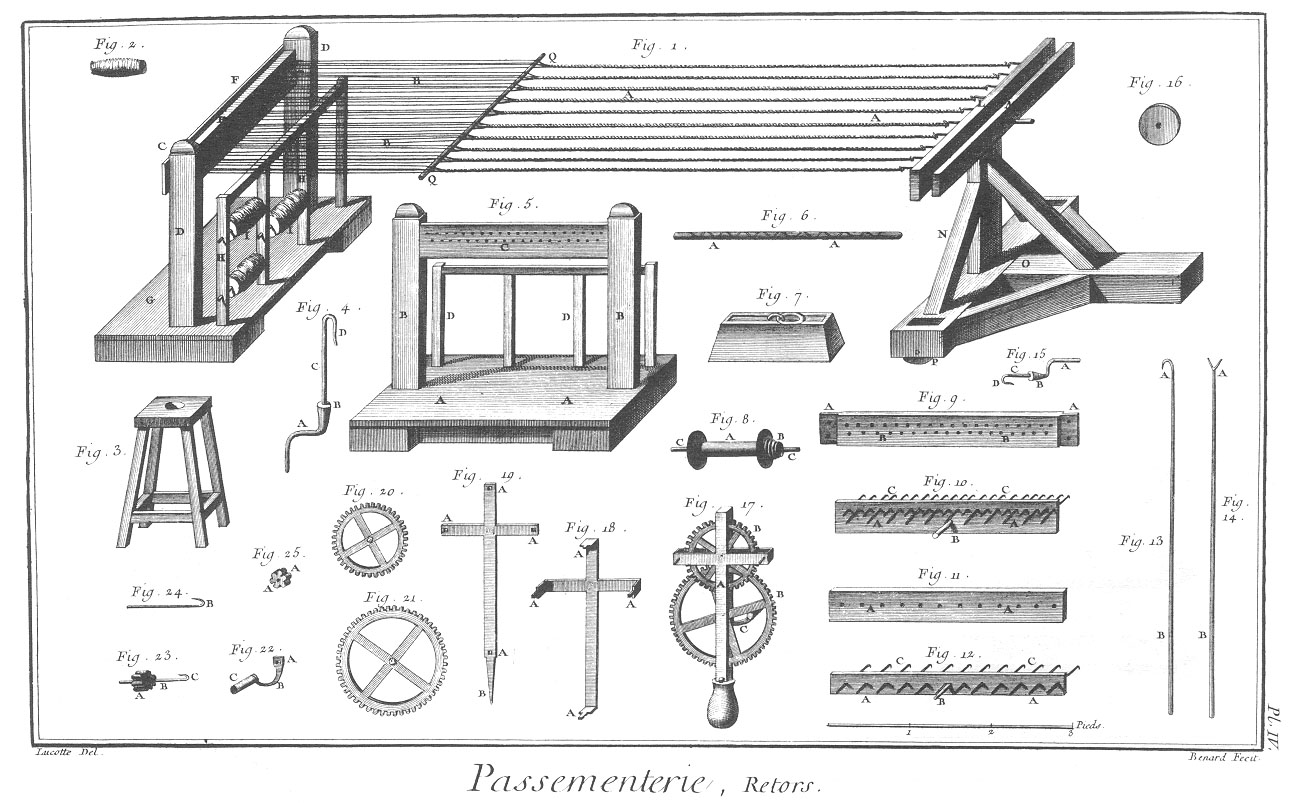 Fig. 2.
Fig. 1.
Fig. 16.
D
F
B
A
Q
A
C
B
Q
D
H
I
I
H
G
Fig. 5.
C
B
D
D
B
A
A
Fig. 6.
A
A
N
O
P
Fig. 7.
Fig. 4.
D
C
B
A
Fig. 15.
C
A
D
B
Fig. 3.
Fig. 8.
A
B
C
C
Fig. 9.
A
A
B
B
A
A
Fig. 10.
C
C
A
A
B
Fig. 13
Fig. 14.
B
B
Fig. 20.
Fig. 19.
A
A
A
A
B
Fig. 18.
A
A
A
A
Fig. 17.
B
A
B
C
Fig. 11.
A
A
Fig. 25.
A
A
Fig. 24.
B
Fig. 21.
Fig. 23.
A
B
C
Fig. 22.
A
C
B
Fig. 12.
C
C
A
A
B
1
2
3
Pieds.
Pl. IV.
Lucotte Del.
Benard Fecit.
Passementerie, Retors.